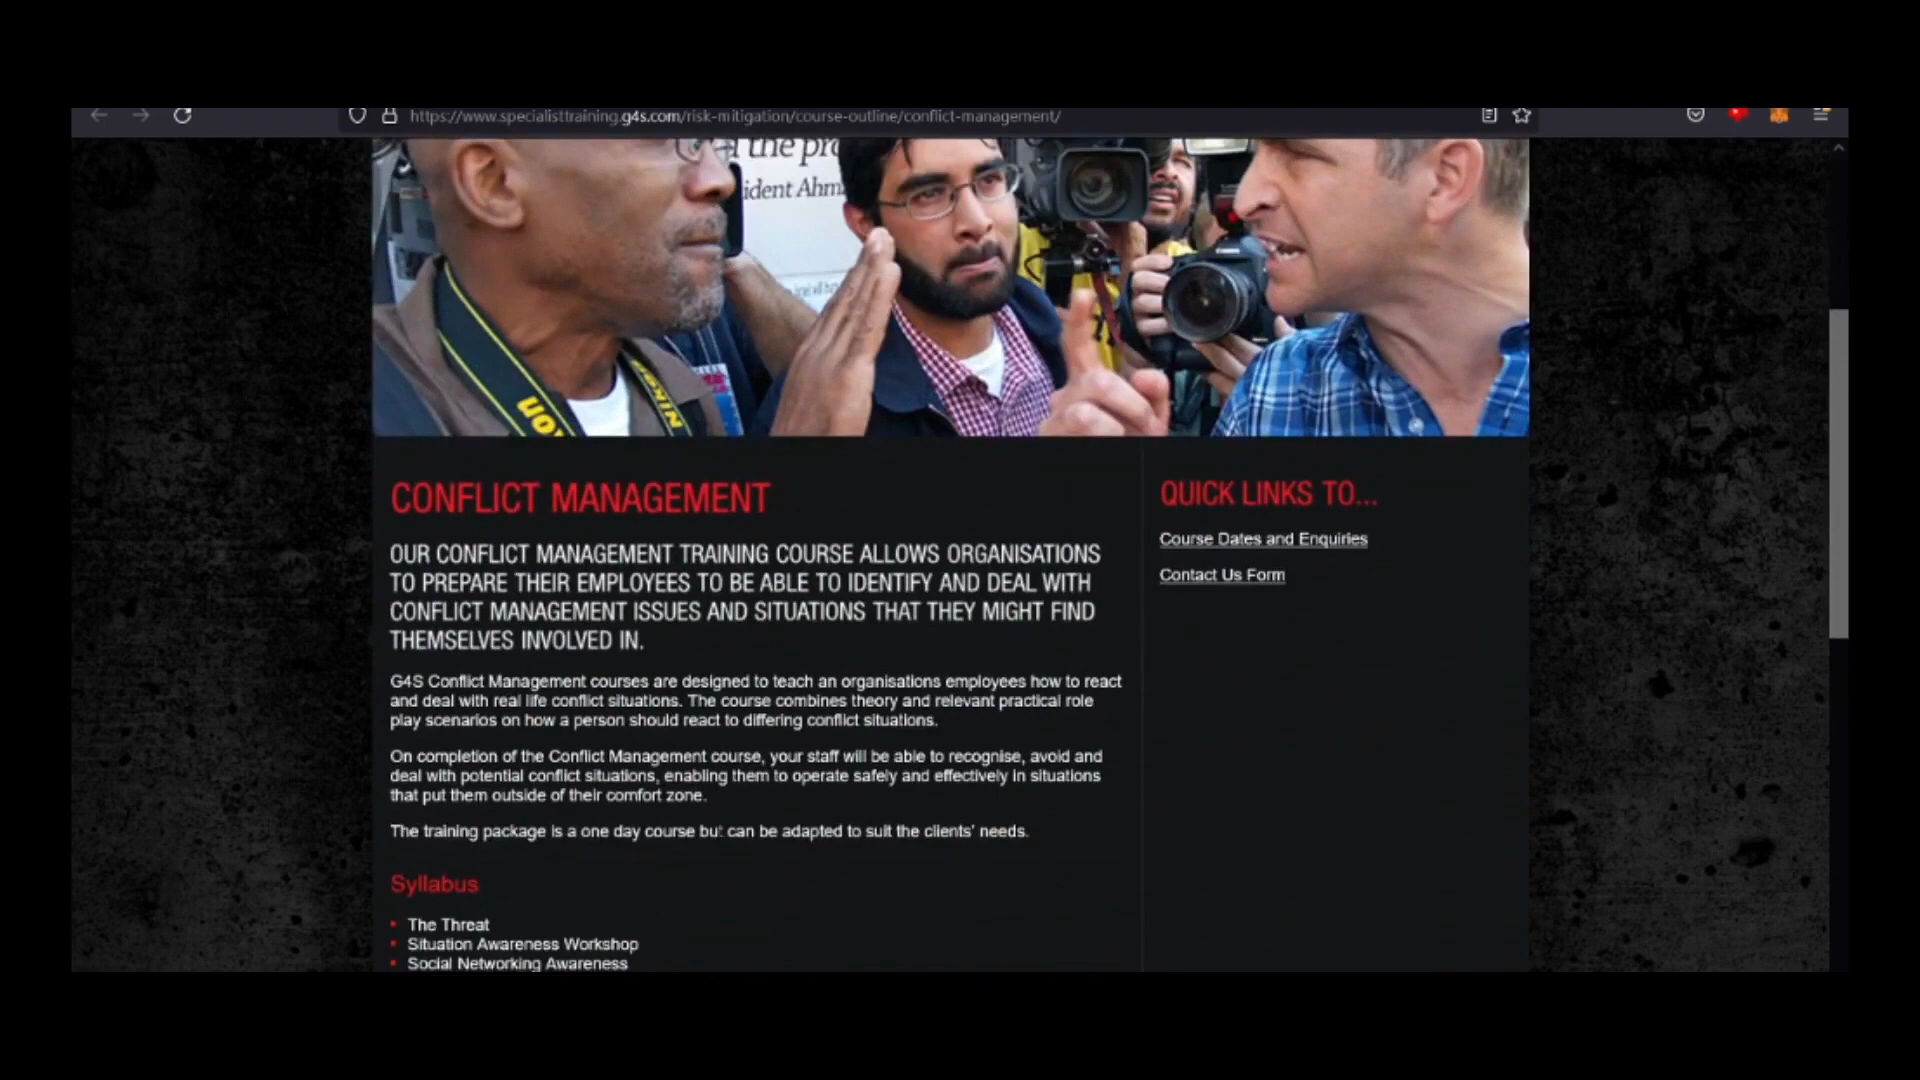 https://www.specialisttraining.g4s.com/risk-mitigation/course-outline/conflict-management/
the pr
ident Ahm
Canon
NIKON
CONFLICT MANAGEMENT
OUR CONFLICT MANAGEMENT TRAINING COURSE ALLOWS ORGANISATIONS
TO PREPARE THEIR EMPLOYEES TO BE ABLE TO IDENTIFY AND DEAL WITH
CONFLICT MANAGEMENT ISSUES AND SITUATIONS THAT THEY MIGHT FIND
THEMSELVES INVOLVED IN.
G4S Conflict Management courses are designed to teach an organisations employees how to react
and deal with real life conflict situations. The course combines theory and relevant practical role
play scenarios on how a person should react to differing conflict situations.
On completion of the Conflict Management course, your staff will be able to recognise, avoid and
deal with potential conflict situations, enabling them to operate safely and effectively in situations
that put them outside of their comfort zone.
The training package is a one day course but can be adapted to suit the clients' needs.
Syllabus
The Threat
Situation Awareness Workshop
Social Networking Awareness
QUICK LINKS TO...
Course Dates and Enquiries
Contact Us Form